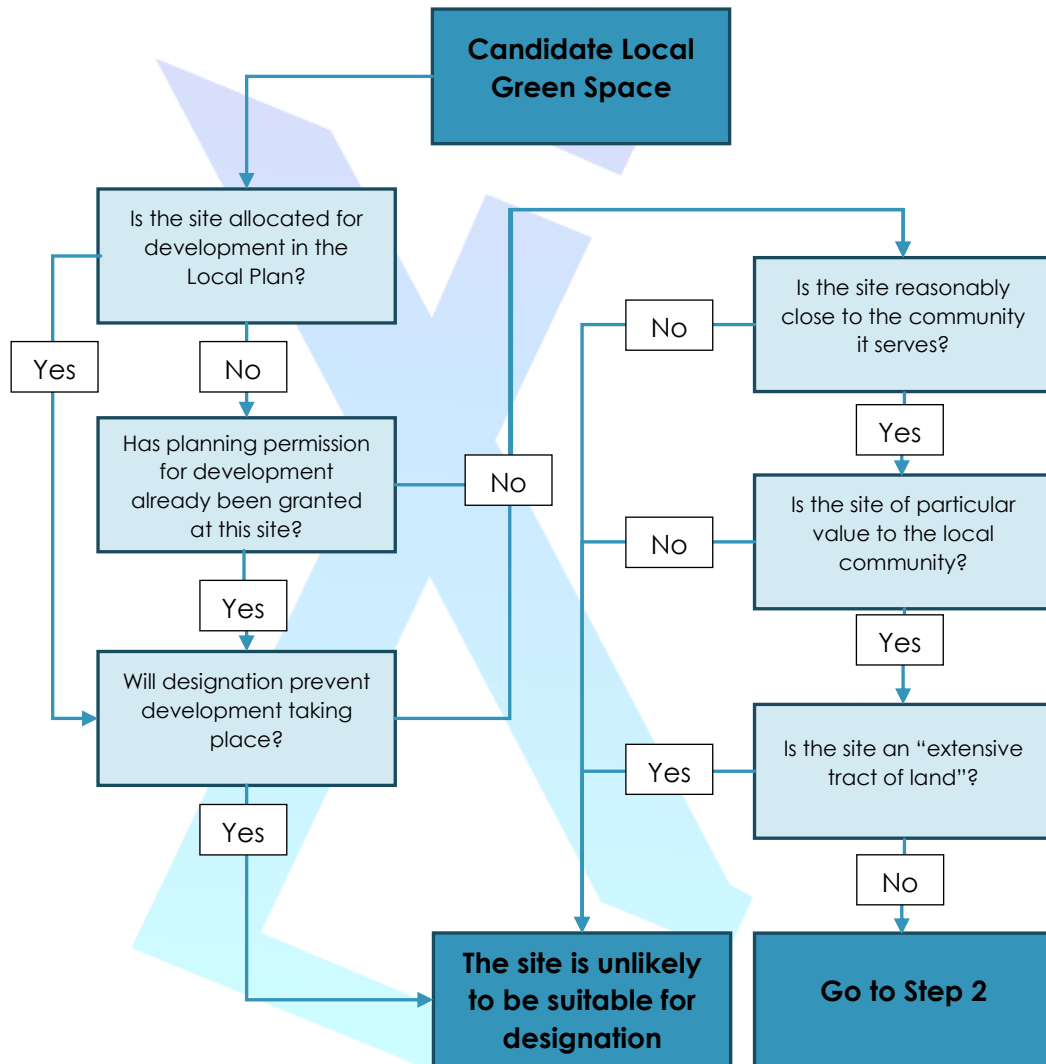 Candidate Local
Green Space
Is the site allocated for
development in the
Local Plan?
Yes
No
Has planning permission
for development
already been granted
at this site?
No
Yes
Will designation prevent
development taking
place?
Yes
Is the site reasonably
close to the community
it serves?
No
Yes
Is the site of particular
value to the local
community?
No
Yes
Is the site an “extensive
tract of land”?
Yes
No
The site is unlikely
to be suitable for
designation
Go to Step 2